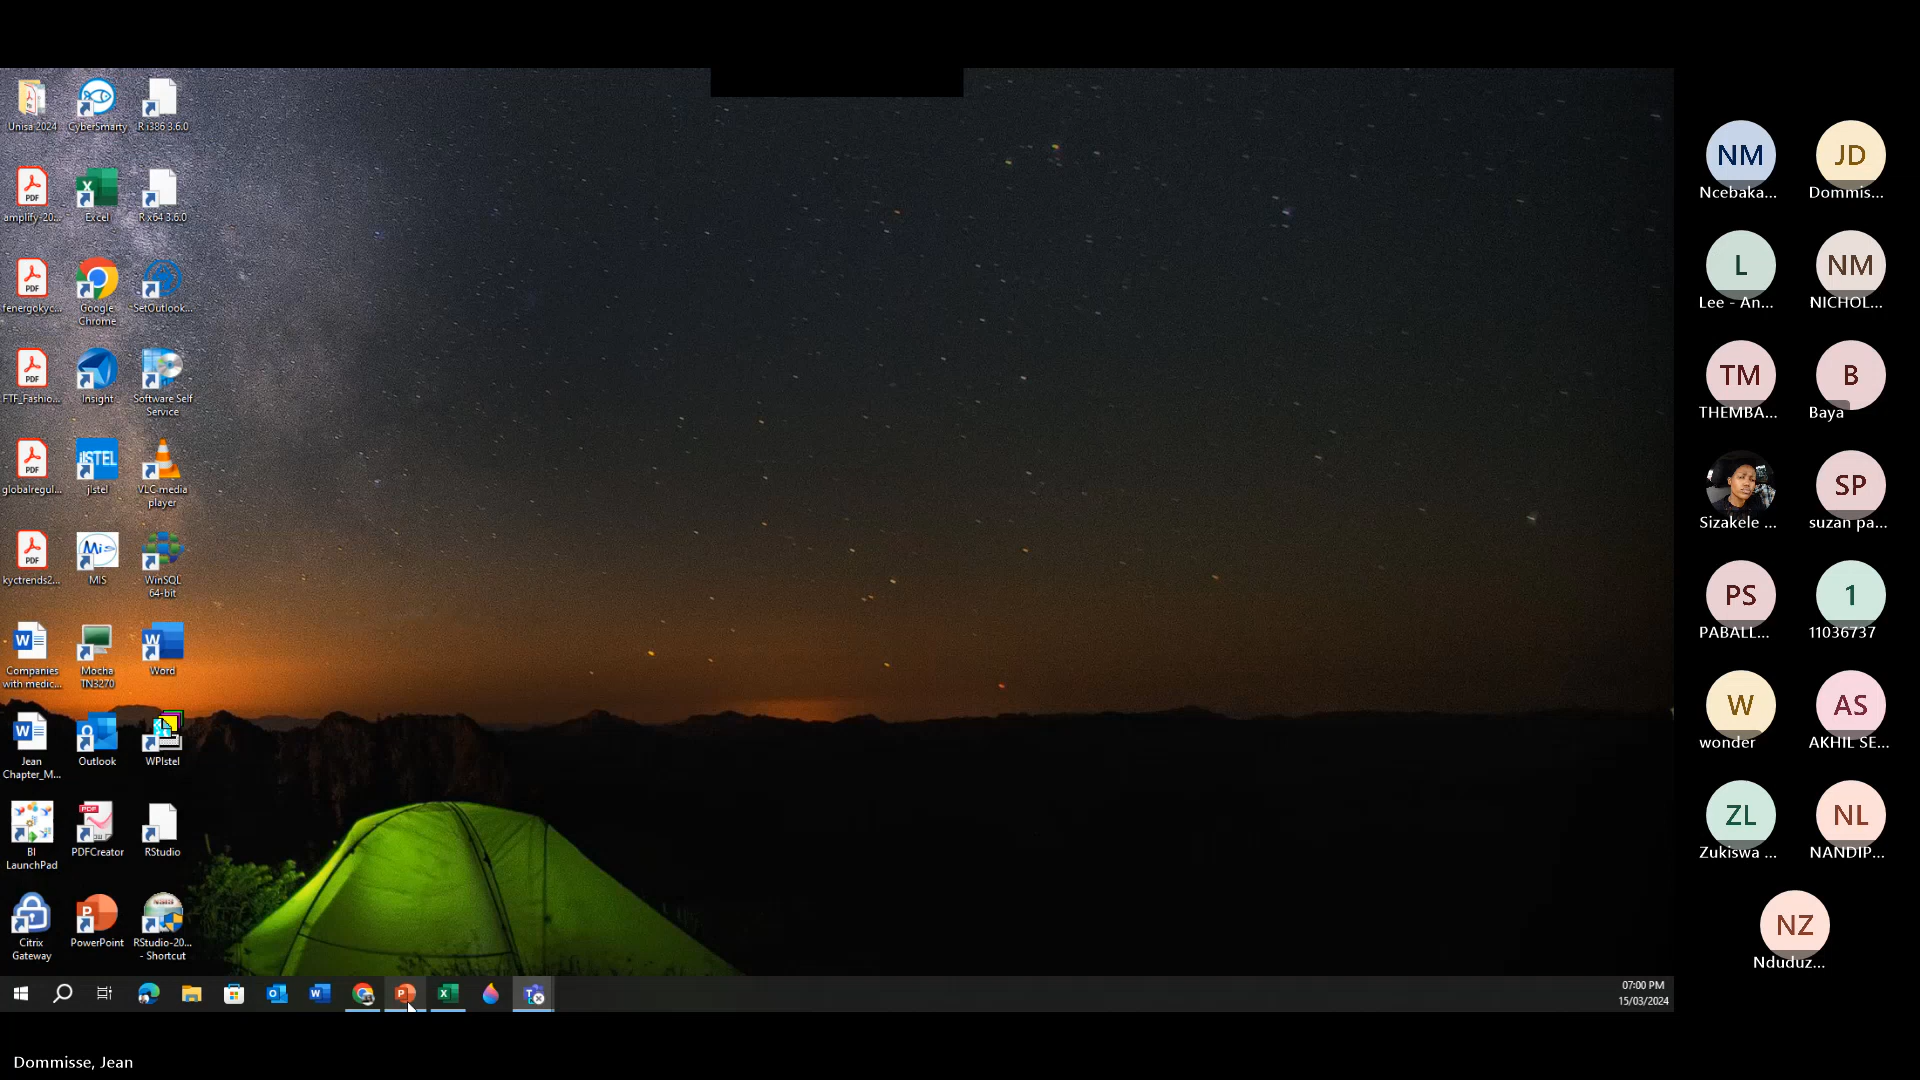 Unisa 2024
CyberSmarty
R i386 3.6.0
amplify-20...
Excel
R x64 3.6.0
fenergokyc...
Google
Chrome
SetOutlook...
FTF_Fashio...
Insight
Software Self
Service
globalregul...
jlstel
VLC media
player
kyctrends2...
MIS
WinSQL
64-bit
Companies
with medic...
Mocha
TN3270
Word
Jean
Chapter_M...
Outlook
WPIstel
BI
LaunchPad
PDFCreator
RStudio
Citrix
Gateway
PowerPoint
RStudio-20...
- Shortcut
07:00 PM
15/03/2024
Dommisse, Jean
NM
Ncebaka...
JD
Dommis...
L
Lee - An...
NM
NICHOL...
TM
THEMBA...
B
Baya
Sizakele ...
SP
suzan pa...
PS
PABALL...
1
11036737
W
wonder
AS
AKHIL SE...
ZL
Zukiswa ...
NL
NANDIP...
NZ
Nduduz...